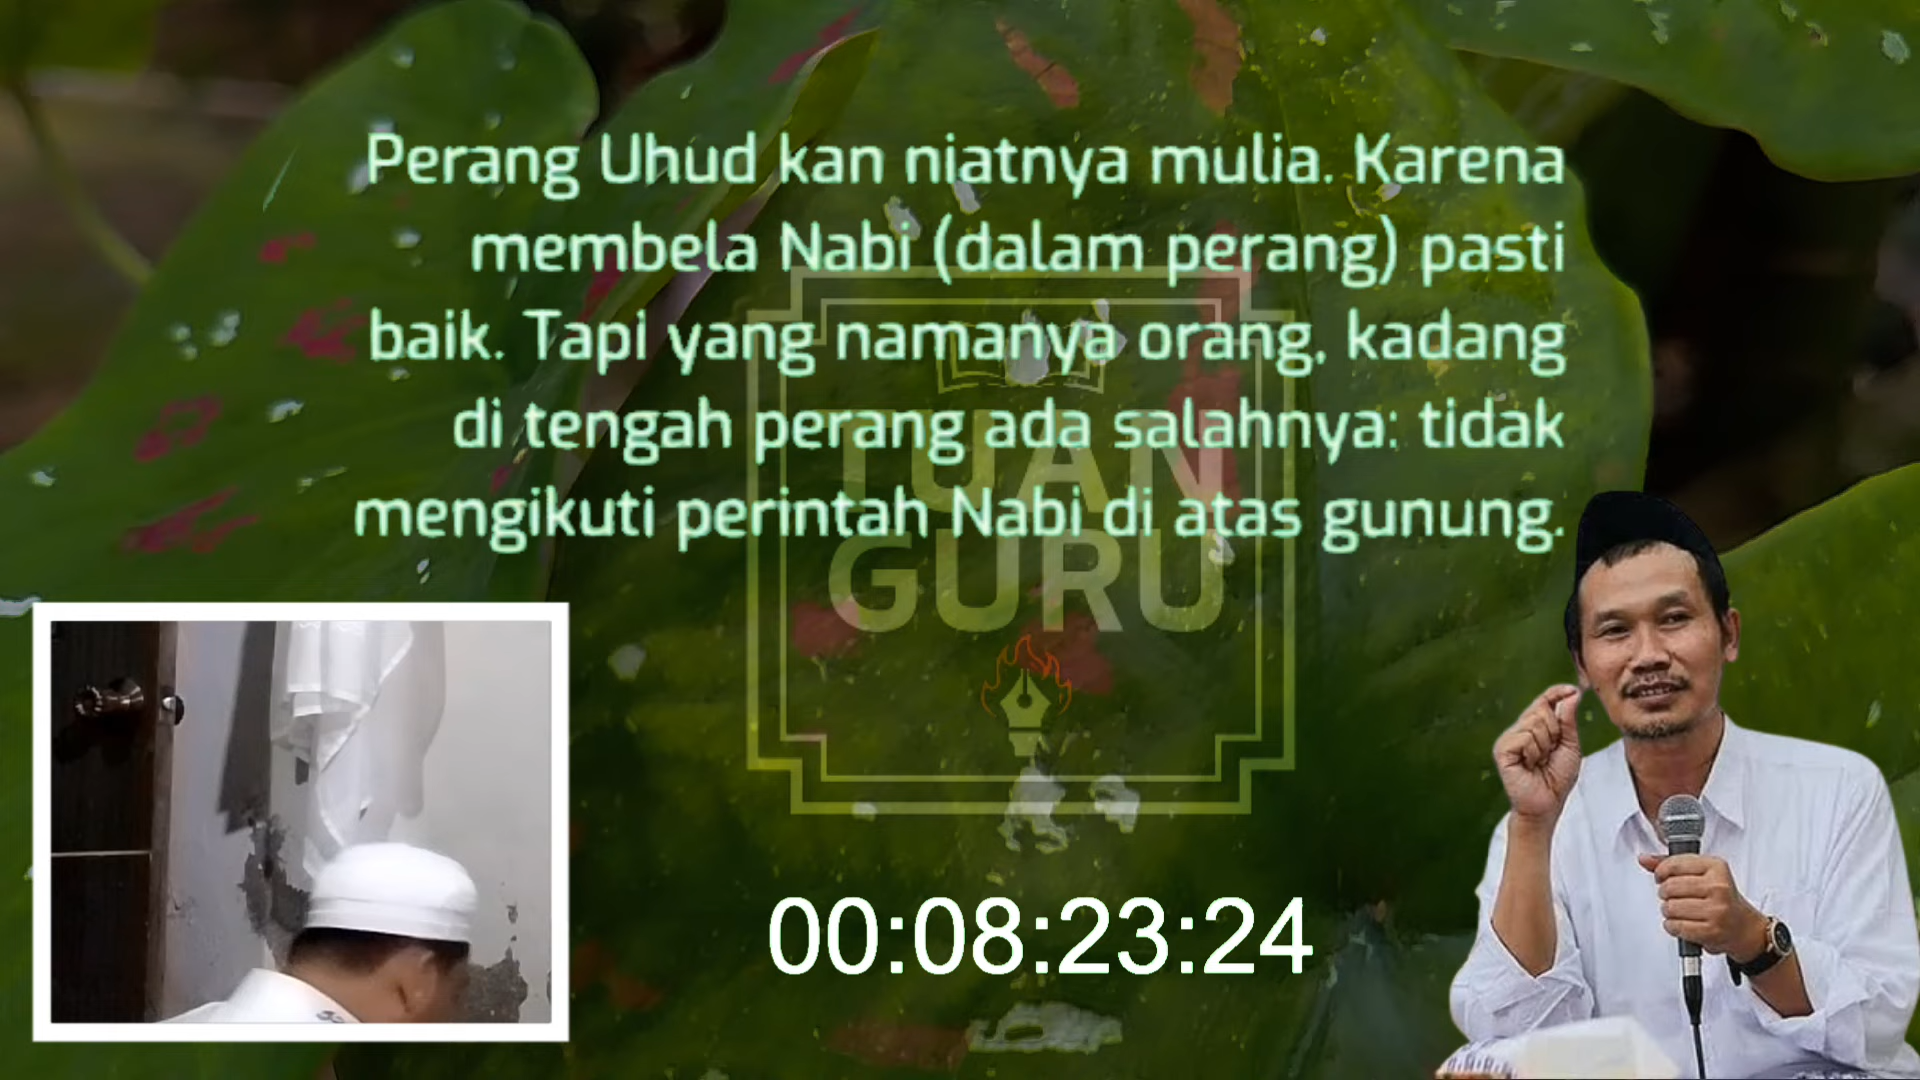 Perang Uhud kan niatnya mulia. Karena
membela Nabi (dalam perang) pasti
baik. Tapi yang namanya orang, kadang
di tengah perang ada salahnya: tidak
mengikuti perintah Nabi di atas gunung.
TUAN
GURU
00:08:23:24